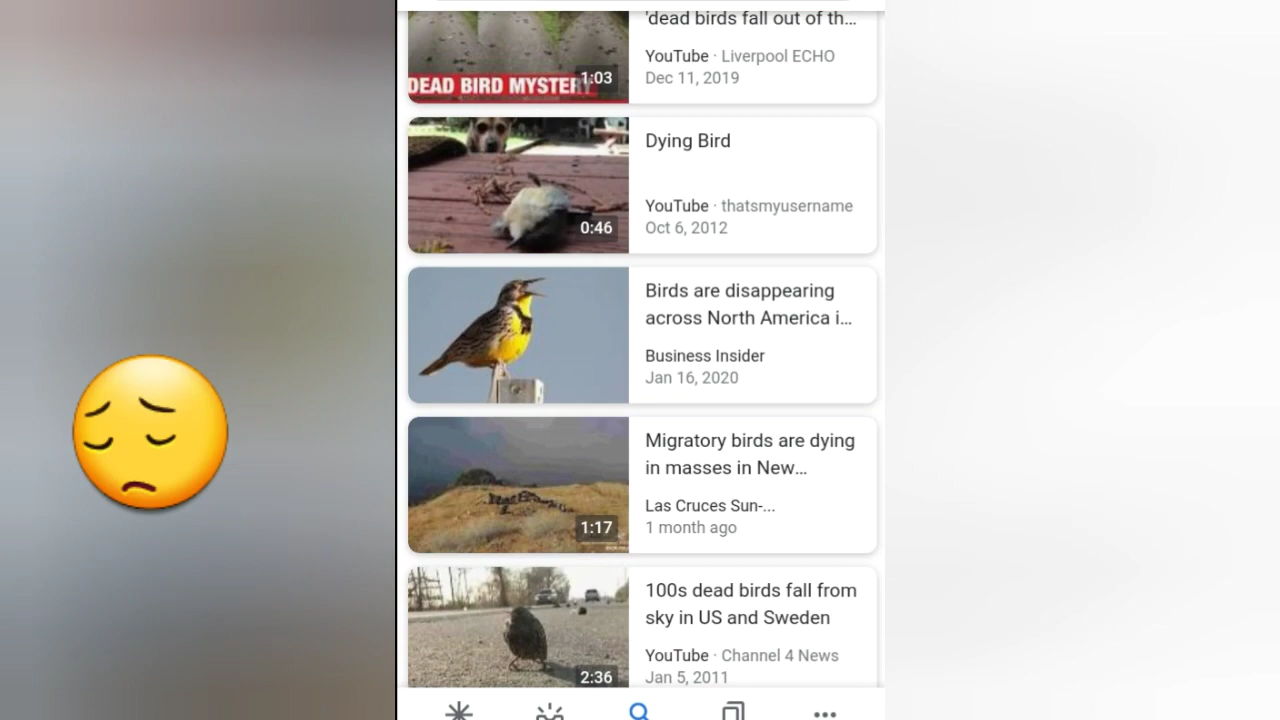 'dead birds fall out of th...
YouTube · Liverpool ECHO
Dec 11, 2019
DEAD BIRD MYSTERY
1:03
Dying Bird
YouTube · thatsmyusername
Oct 6, 2012
0:46
Birds are disappearing
across North America i...
Business Insider
Jan 16, 2020
Migratory birds are dying
in masses in New...
Las Cruces Sun-...
1 month ago
1:17
100s dead birds fall from
sky in US and Sweden
YouTube · Channel 4 News
Jan 5, 2011
2:36